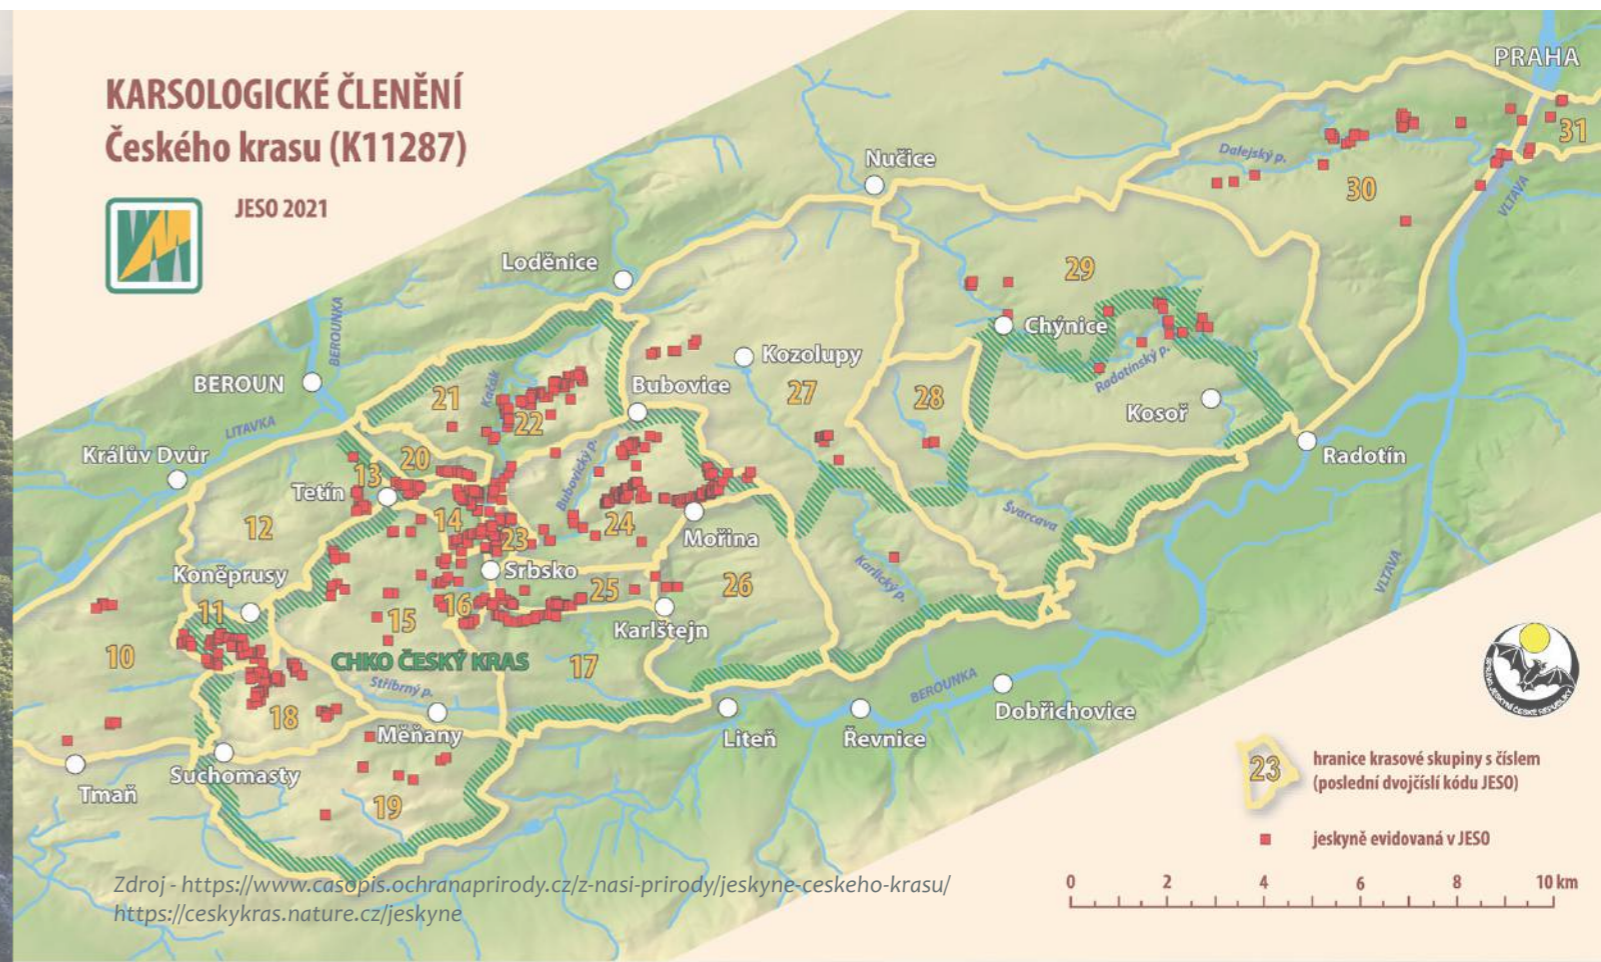 KARSOLOGICKÉ ČLENĚNÍ
Českého krasu (K11287)
JESO 2021
PRAHA
31
Dalejský p.
30
VLTAVA
Nučice
Loděnice
29
BEROUNKA
Chýnice
Kozolupy
Radotínský p.
BEROUN
Bubovice
27
28
21
Kačák
22
Kosoř
LITAVKA
Králův Dvůr
20
13
Tetín
Bubovický p.
Radotín
12
14
23
24
Mořina
Švarcava
Koněprusy
Srbsko
25
26
Karlický p.
VLTAVA
11
15
16
Karlštejn
10
CHKO ČESKÝ KRAS
17
Stříbrný p.
BEROUNKA
18
Měňany
Liteň
Řevnice
Dobřichovice
Suchomasty
Tmaň
19
SPRÁVA JESKYNÍ ČESKÉ REPUBLIKY
23
hranice krasové skupiny s číslem
(poslední dvojčíslí kódu JESO)
jeskyně evidovaná v JESO
0 2 4 6 8 10 km
Zdroj - https://www.casopis.ochranaprirody.cz/z-nasi-prirody/jeskyne-ceskeho-krasu/
https://ceskykras.nature.cz/jeskyne